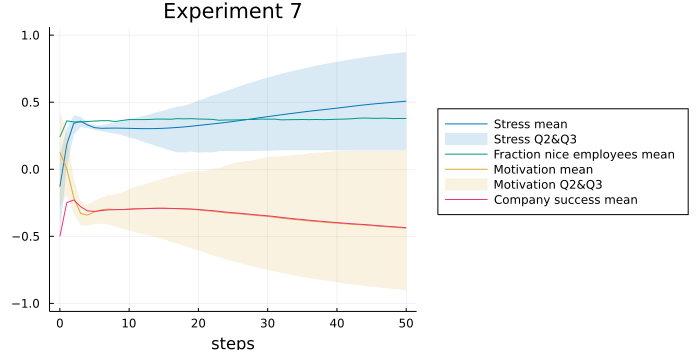 Experiment 7
1.0
0.5
0.0
−0.5
−1.0
0 10 20 30 40 50
steps
Stress mean
Stress Q2&Q3
Fraction nice employees mean
Motivation mean
Motivation Q2&Q3
Company success mean